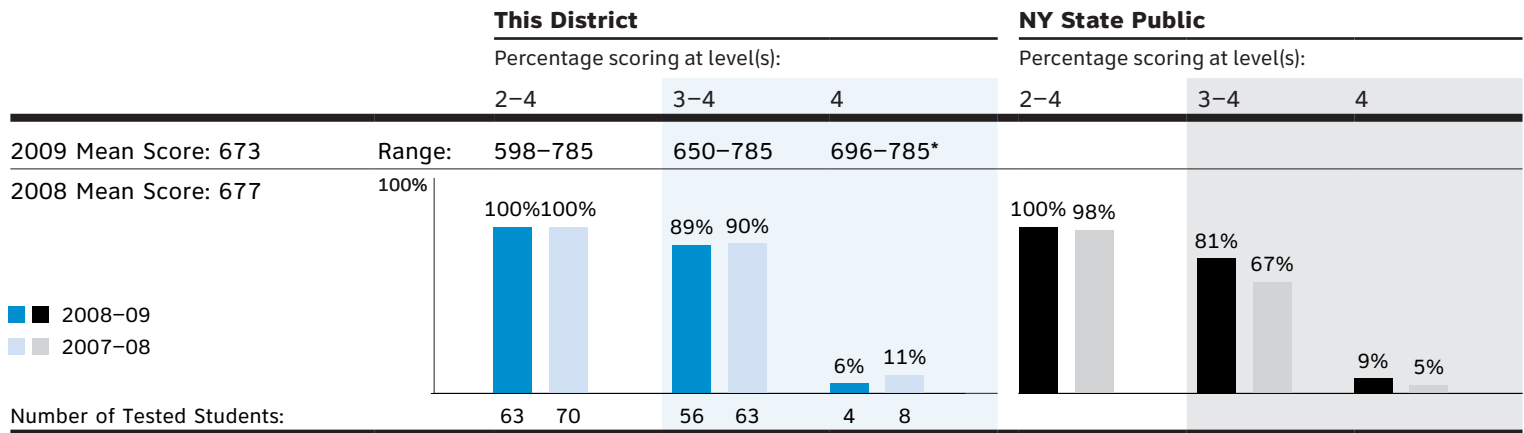 This District NY State Public
Percentage scoring at level(s): Percentage scoring at level(s):
2–4 3–4 4 2–4 3–4 4
2009 Mean Score: 673 Range: 598–785 650–785 696–785*
2008 Mean Score: 677
100%
100% 100% 89% 90% 6% 11% 100% 98% 81% 67% 9% 5%
2008–09
2007–08
Number of Tested Students: 63 70 56 63 4 8